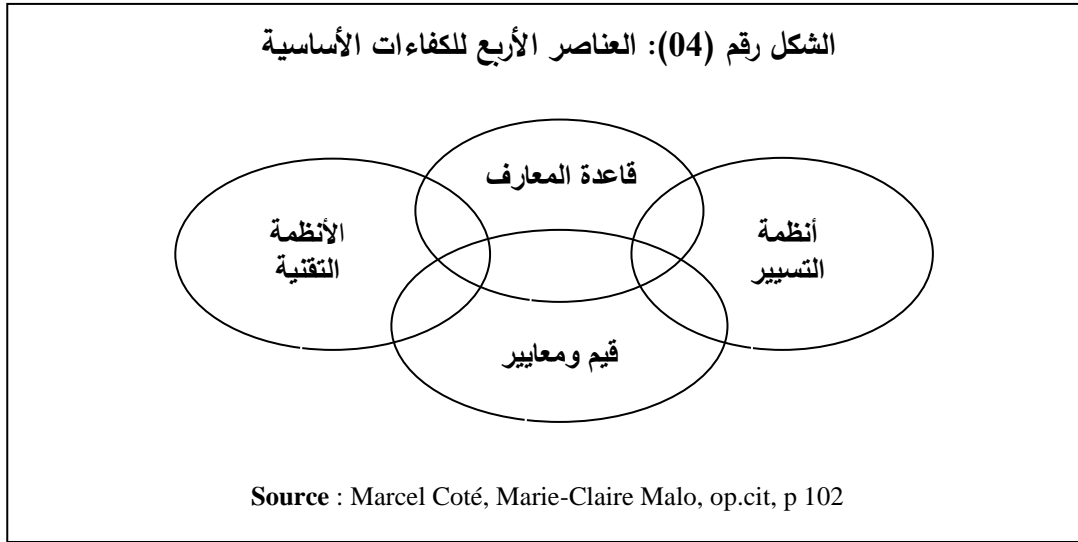 الشكل رقم (04): العناصر الأربع للكفاءات الأساسية
قاعدة المعارف
أنظمة
التسيير
الأنظمة
التقنية
قيم ومعايير
Source : Marcel Coté, Marie-Claire Malo, op.cit, p 102